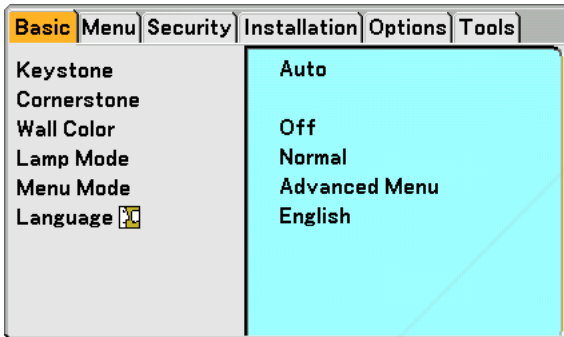 Basic Menu Security Installation Options Tools
Keystone Auto
Cornerstone
Wall Color Off
Lamp Mode Normal
Menu Mode Advanced Menu
Language English